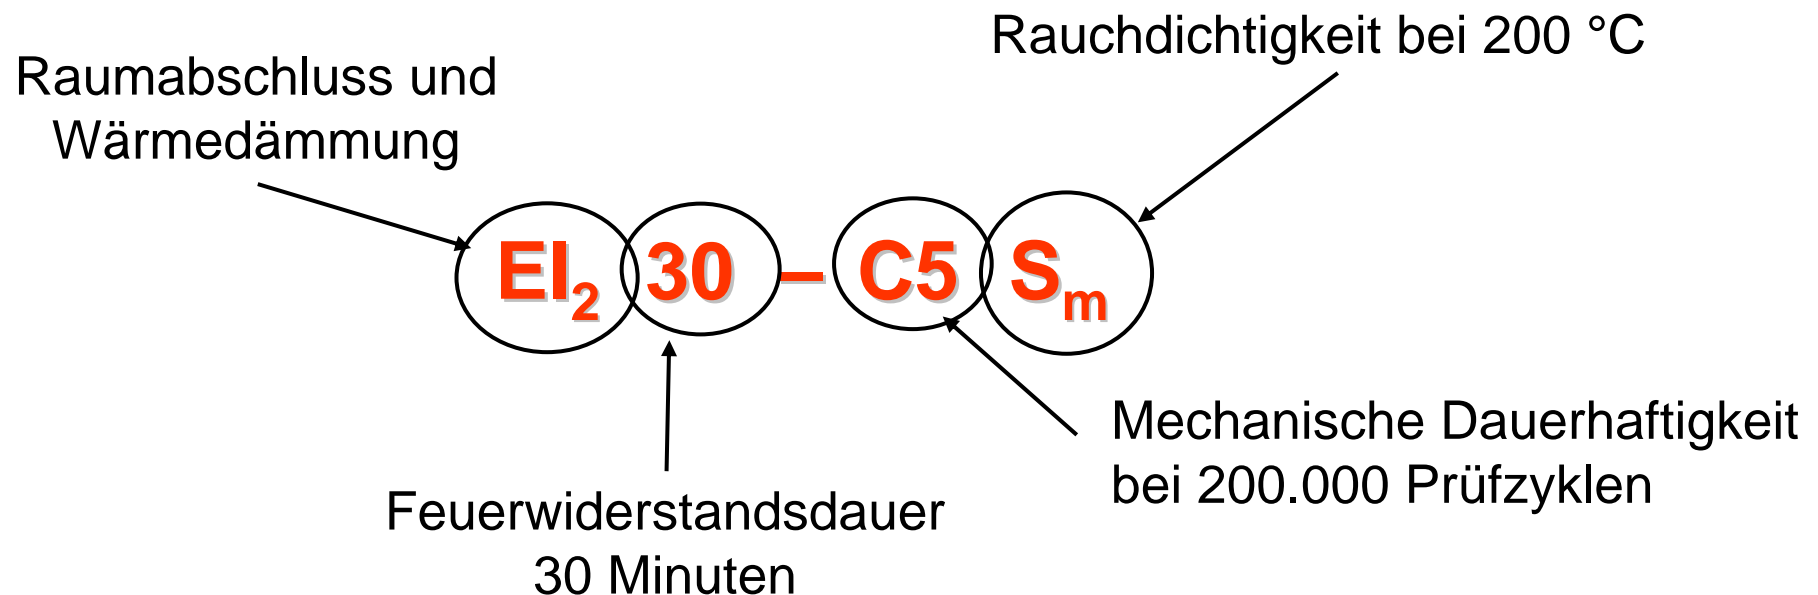 Rauchdichtigkeit bei 200 °C
Raumabschluss und
Wärmedämmung
EI₂ 30 – C5 Sₘ
Mechanische Dauerhaftigkeit
bei 200.000 Prüfzyklen
Feuerwiderstandsdauer
30 Minuten